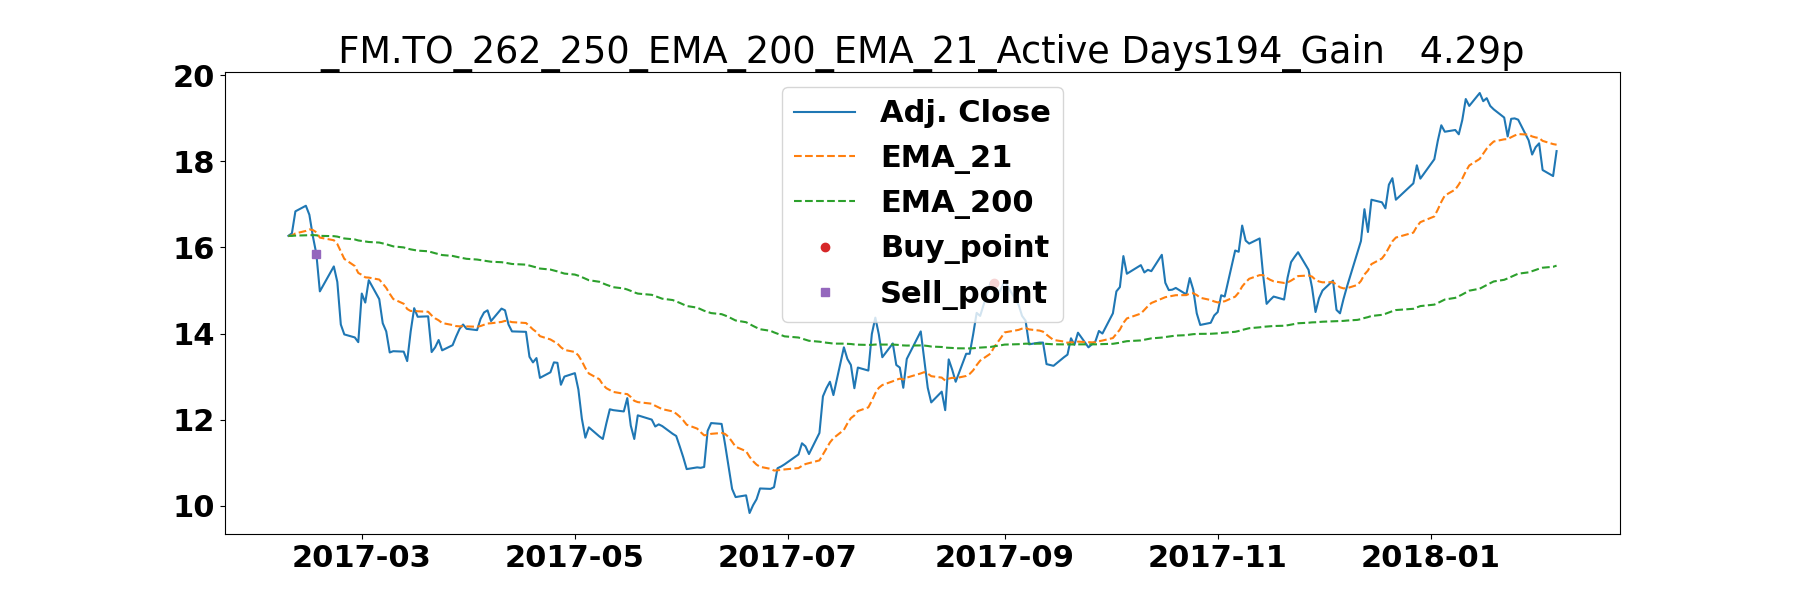 _FM.TO_262_250_EMA_200_EMA_21_Active Days194_Gain   4.29p
20
18
16
14
12
10
Adj. Close
EMA_21
EMA_200
Buy_point
Sell_point
2017-03
2017-05
2017-07
2017-09
2017-11
2018-01